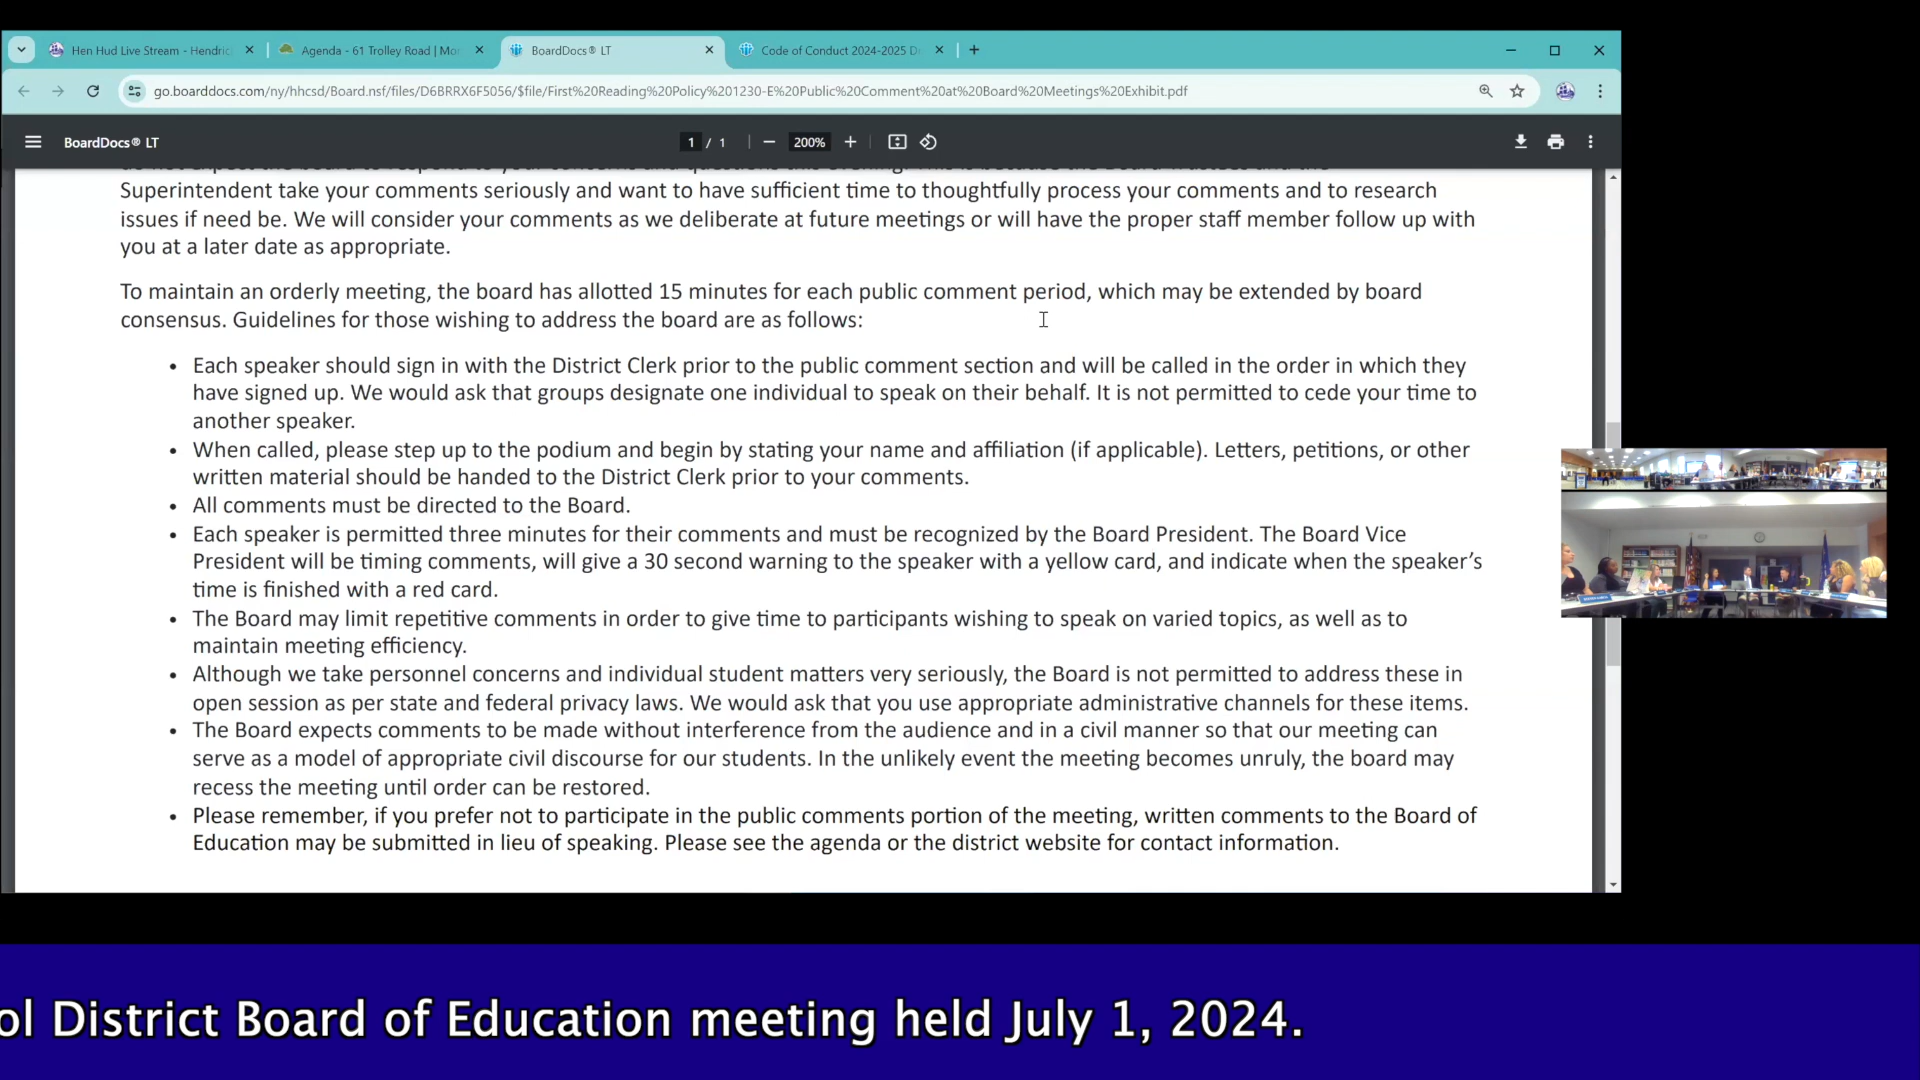 Hen Hud Live Stream - Hendric
Agenda - 61 Trolley Road | Mo
BoardDocs® LT
Code of Conduct 2024-2025 D
go.boarddocs.com/ny/hhcsd/Board.nsf/files/D6BRRX6F5056/$file/First%20Reading%20Policy%201230-E%20Public%20Comment%20at%20Board%20Meetings%20Exhibit.pdf
BoardDocs® LT
1 / 1
200%
Superintendent take your comments seriously and want to have sufficient time to thoughtfully process your comments and to research
issues if need be. We will consider your comments as we deliberate at future meetings or will have the proper staff member follow up with
you at a later date as appropriate.
To maintain an orderly meeting, the board has allotted 15 minutes for each public comment period, which may be extended by board
consensus. Guidelines for those wishing to address the board are as follows:
• Each speaker should sign in with the District Clerk prior to the public comment section and will be called in the order in which they
have signed up. We would ask that groups designate one individual to speak on their behalf. It is not permitted to cede your time to
another speaker.
• When called, please step up to the podium and begin by stating your name and affiliation (if applicable). Letters, petitions, or other
written material should be handed to the District Clerk prior to your comments.
• All comments must be directed to the Board.
• Each speaker is permitted three minutes for their comments and must be recognized by the Board President. The Board Vice
President will be timing comments, will give a 30 second warning to the speaker with a yellow card, and indicate when the speaker’s
time is finished with a red card.
• The Board may limit repetitive comments in order to give time to participants wishing to speak on varied topics, as well as to
maintain meeting efficiency.
• Although we take personnel concerns and individual student matters very seriously, the Board is not permitted to address these in
open session as per state and federal privacy laws. We would ask that you use appropriate administrative channels for these items.
• The Board expects comments to be made without interference from the audience and in a civil manner so that our meeting can
serve as a model of appropriate civil discourse for our students. In the unlikely event the meeting becomes unruly, the board may
recess the meeting until order can be restored.
• Please remember, if you prefer not to participate in the public comments portion of the meeting, written comments to the Board of
Education may be submitted in lieu of speaking. Please see the agenda or the district website for contact information.
ol District Board of Education meeting held July 1, 2024.